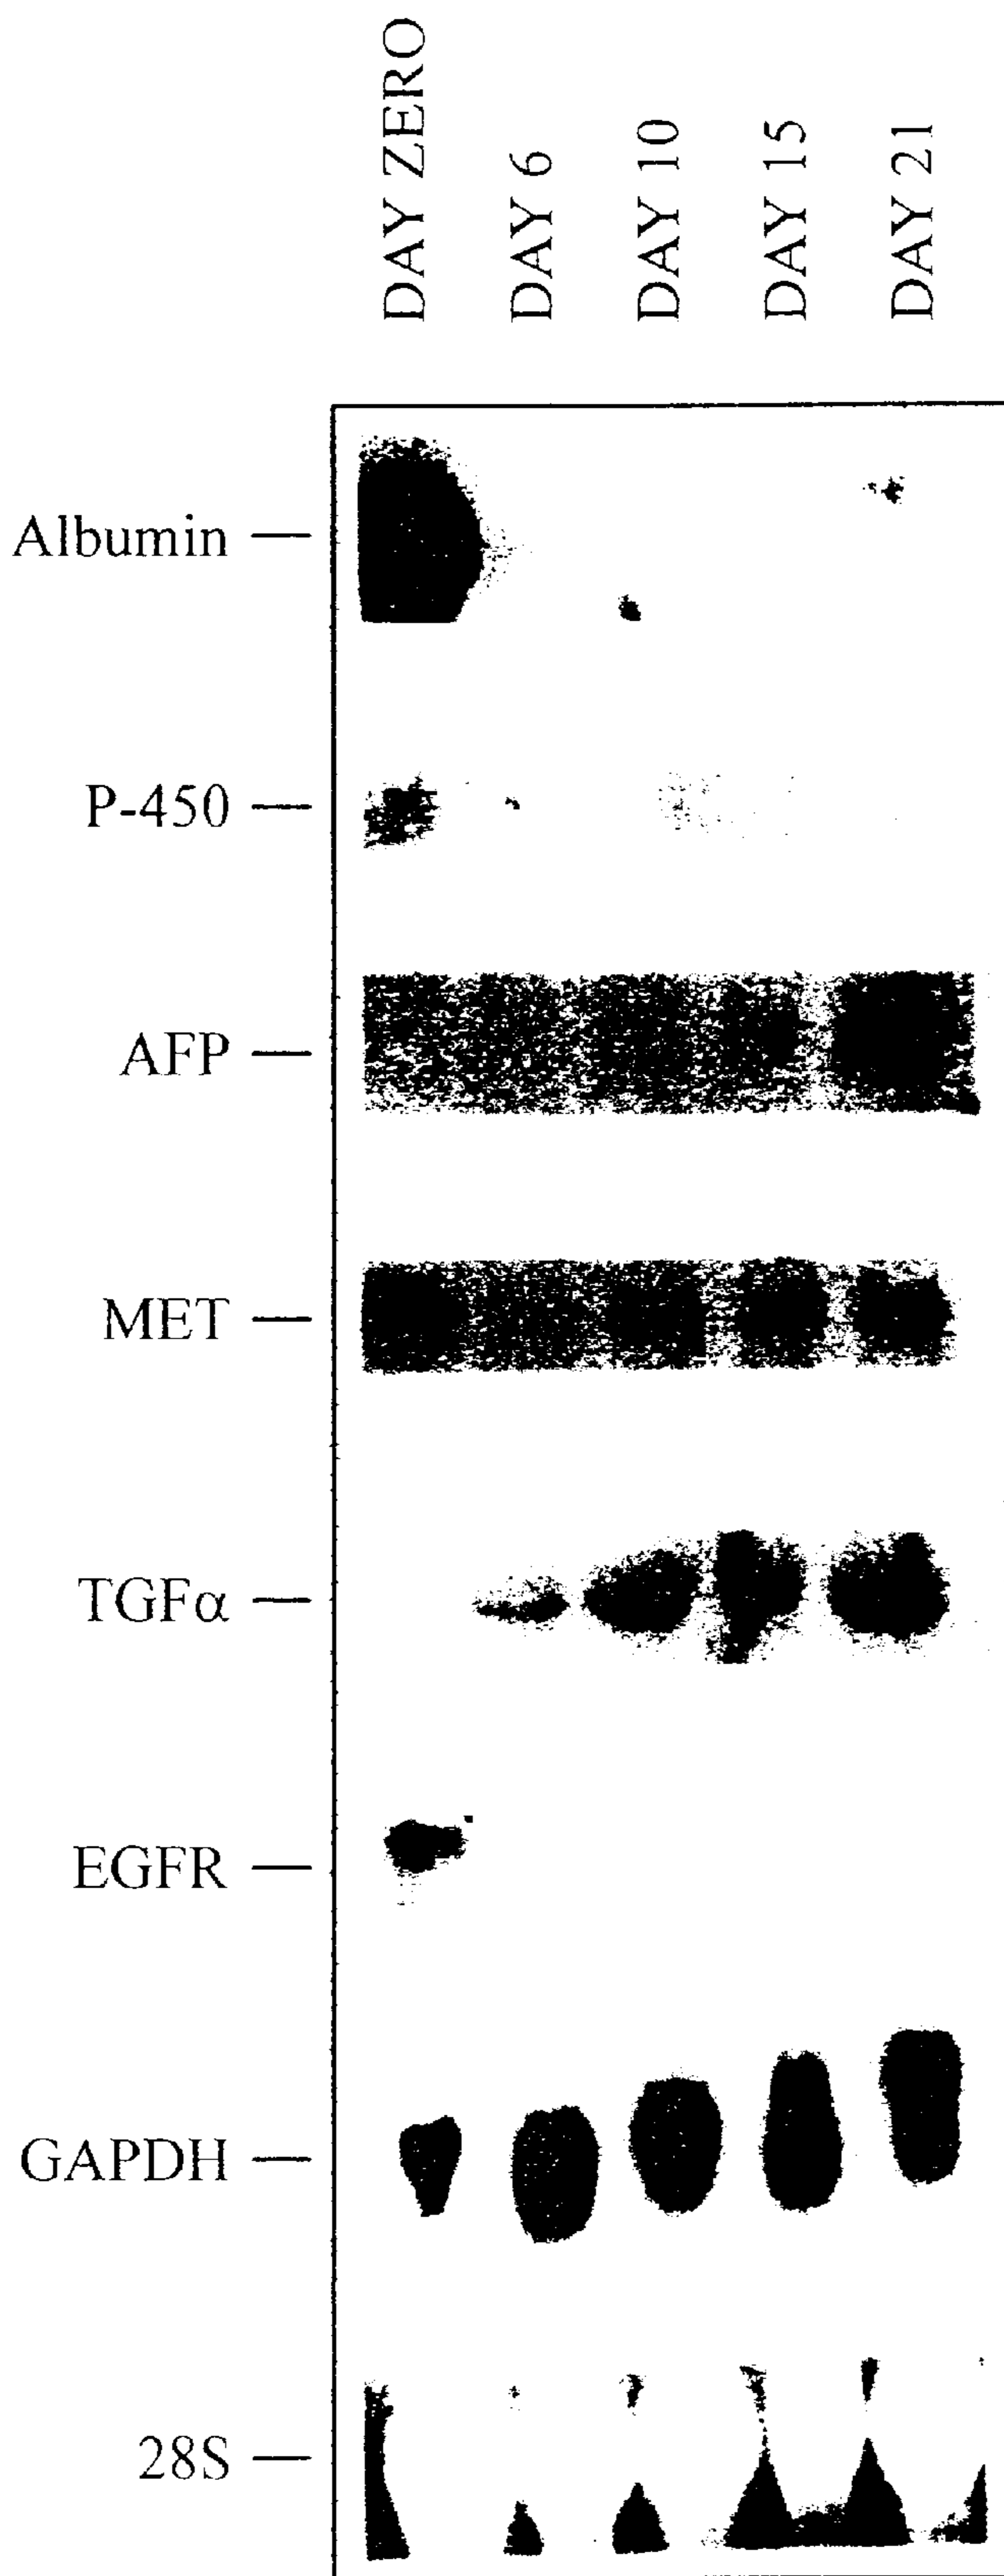 DAY ZERO
DAY 6
DAY 10
DAY 15
DAY 21
Albumin
P-450
AFP
MET
TGFα
EGFR
GAPDH
28S